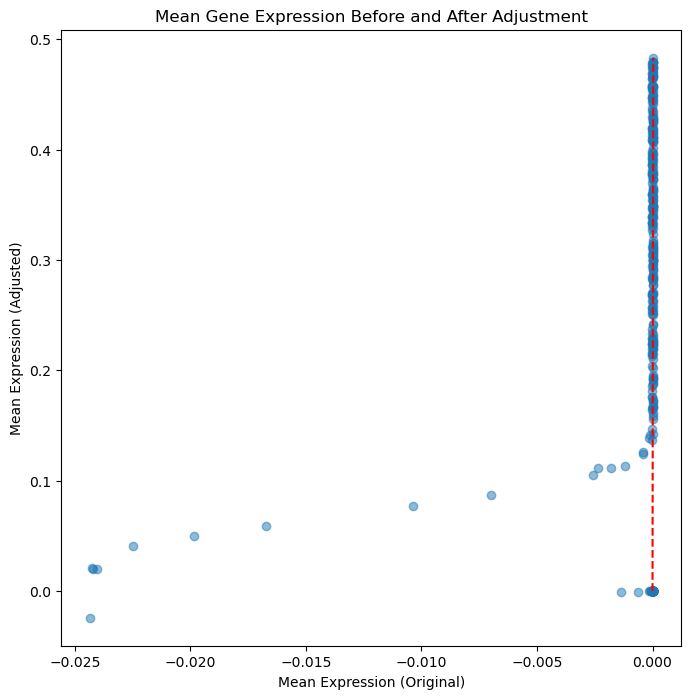 Mean Gene Expression Before and After Adjustment
0.5
0.4
0.3
0.2
0.1
0.0
Mean Expression (Adjusted)
−0.025 −0.020 −0.015 −0.010 −0.005 0.000
Mean Expression (Original)